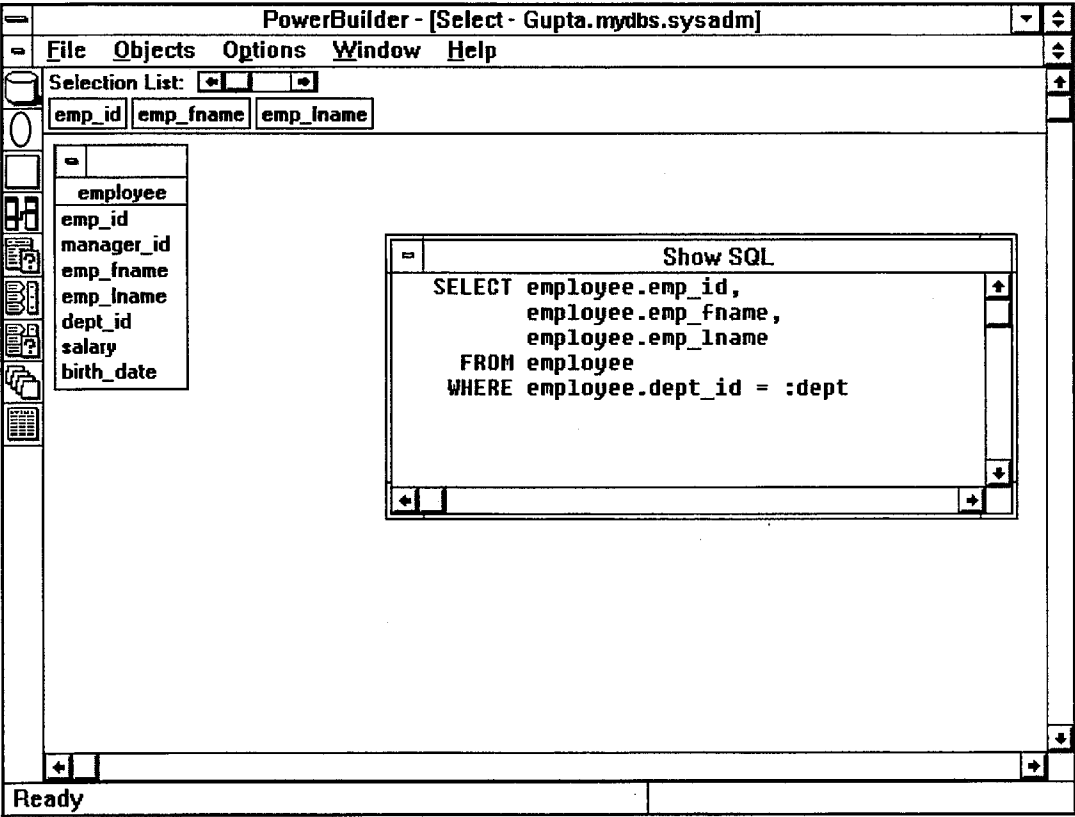 PowerBuilder - [Select - Gupta.mydbs.sysadm]
File Objects Options Window Help
Selection List:
emp_id emp_fname emp_lname
employee
emp_id
manager_id
emp_fname
emp_lname
dept_id
salary
birth_date
Show SQL
SELECT employee.emp_id,
employee.emp_fname,
employee.emp_lname
FROM employee
WHERE employee.dept_id = :dept
Ready